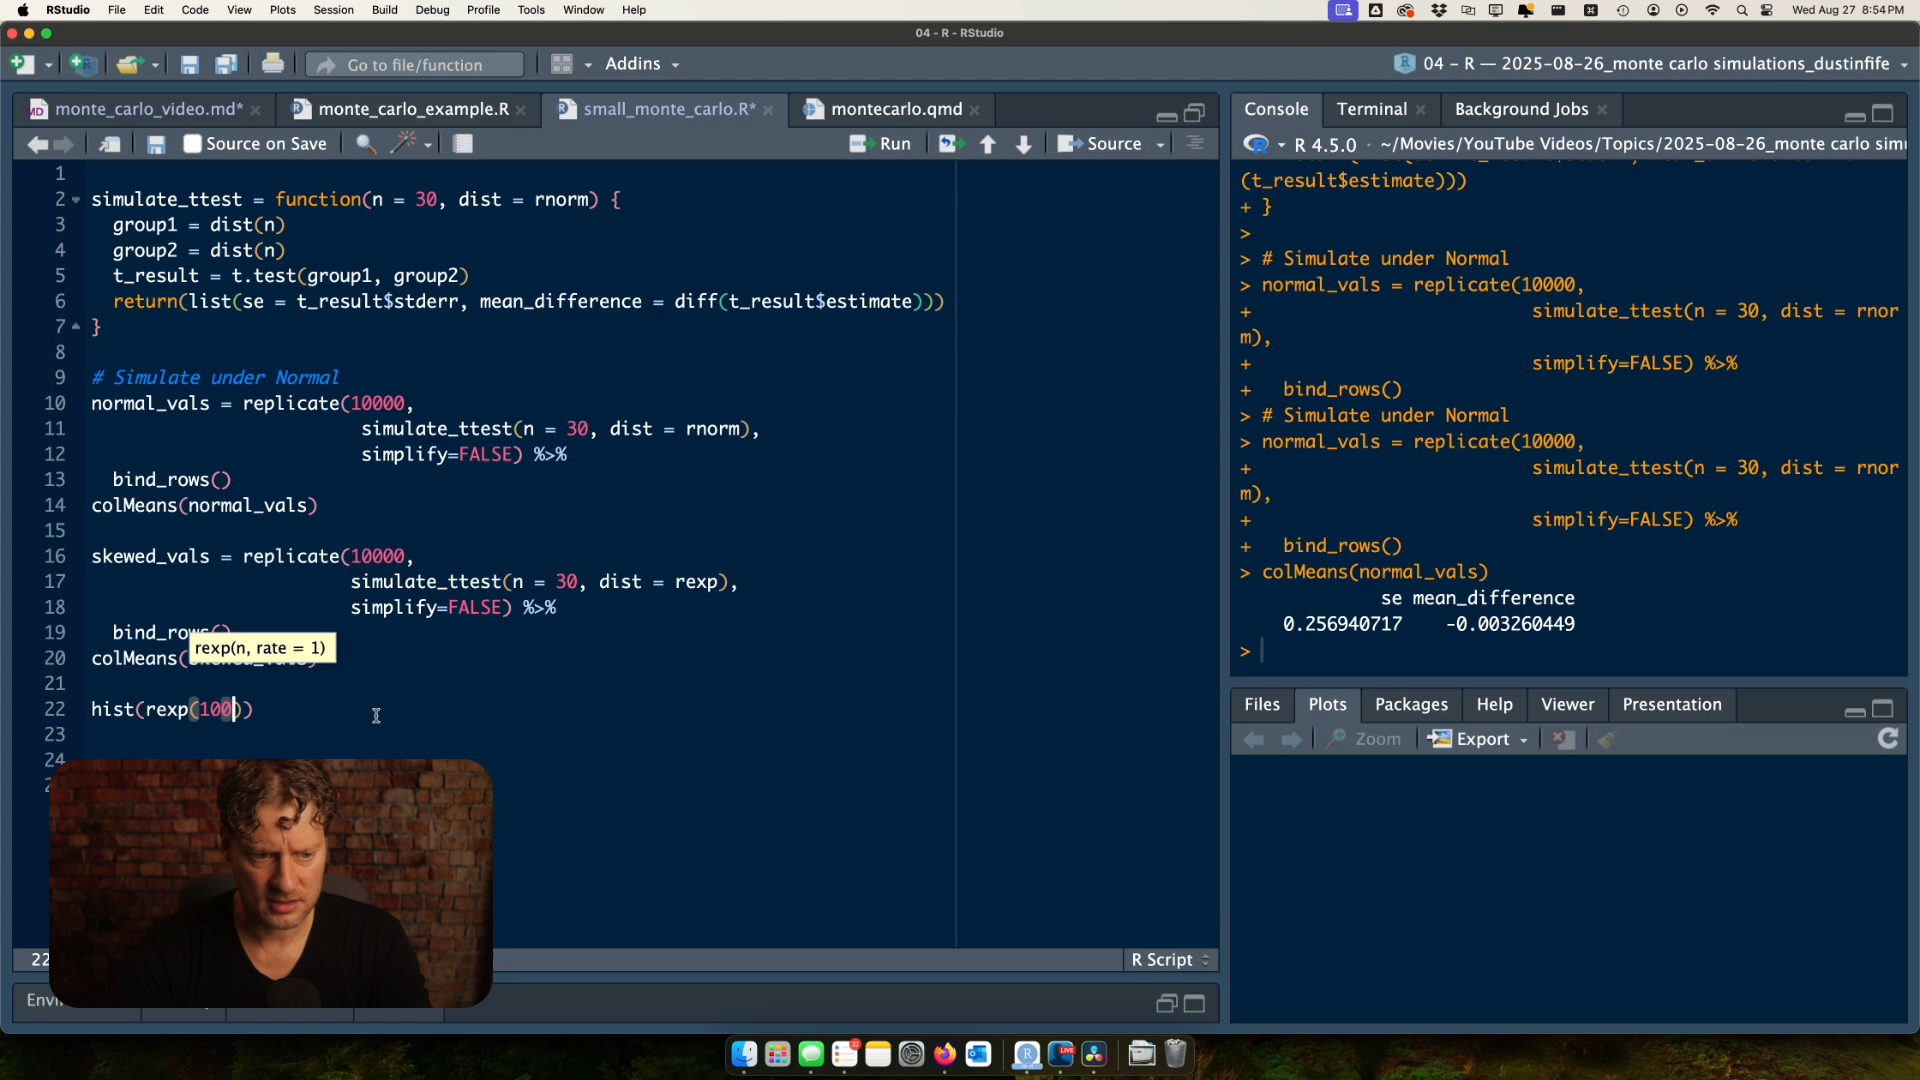 RStudio File Edit Code View Plots Session Build Debug Profile Tools Window Help
22
Wed Aug 27 8:54 PM
04 - R - RStudio
Go to file/function
Addins
04 – R — 2025-08-26_monte carlo simulations_dustinfife
monte_carlo_video.md*
monte_carlo_example.R
small_monte_carlo.R*
montecarlo.qmd
Source on Save
Run
Source
1
2 simulate_ttest = function(n = 30, dist = rnorm) {
3 group1 = dist(n)
4 group2 = dist(n)
5 t_result = t.test(group1, group2)
6 return(list(se = t_result$stderr, mean_difference = diff(t_result$estimate)))
7 }
8
9 # Simulate under Normal
10 normal_vals = replicate(10000,
11 simulate_ttest(n = 30, dist = rnorm),
12 simplify=FALSE) %>%
13 bind_rows()
14 colMeans(normal_vals)
15
16 skewed_vals = replicate(10000,
17 simulate_ttest(n = 30, dist = rexp),
18 simplify=FALSE) %>%
19 bind_rows()
rexp(n, rate = 1)
20 colMeans(skewed_vals)
21
22 hist(rexp(100))
23
24
22
R Script
Envi
Console Terminal Background Jobs
R 4.5.0 · ~/Movies/YouTube Videos/Topics/2025-08-26_monte carlo sim
(t_result$estimate)))
+ }
>
> # Simulate under Normal
> normal_vals = replicate(10000,
+ simulate_ttest(n = 30, dist = rnor
m),
+ simplify=FALSE) %>%
+ bind_rows()
> # Simulate under Normal
> normal_vals = replicate(10000,
+ simulate_ttest(n = 30, dist = rnor
m),
+ simplify=FALSE) %>%
+ bind_rows()
> colMeans(normal_vals)
se mean_difference
0.256940717 -0.003260449
>
Files Plots Packages Help Viewer Presentation
Zoom Export